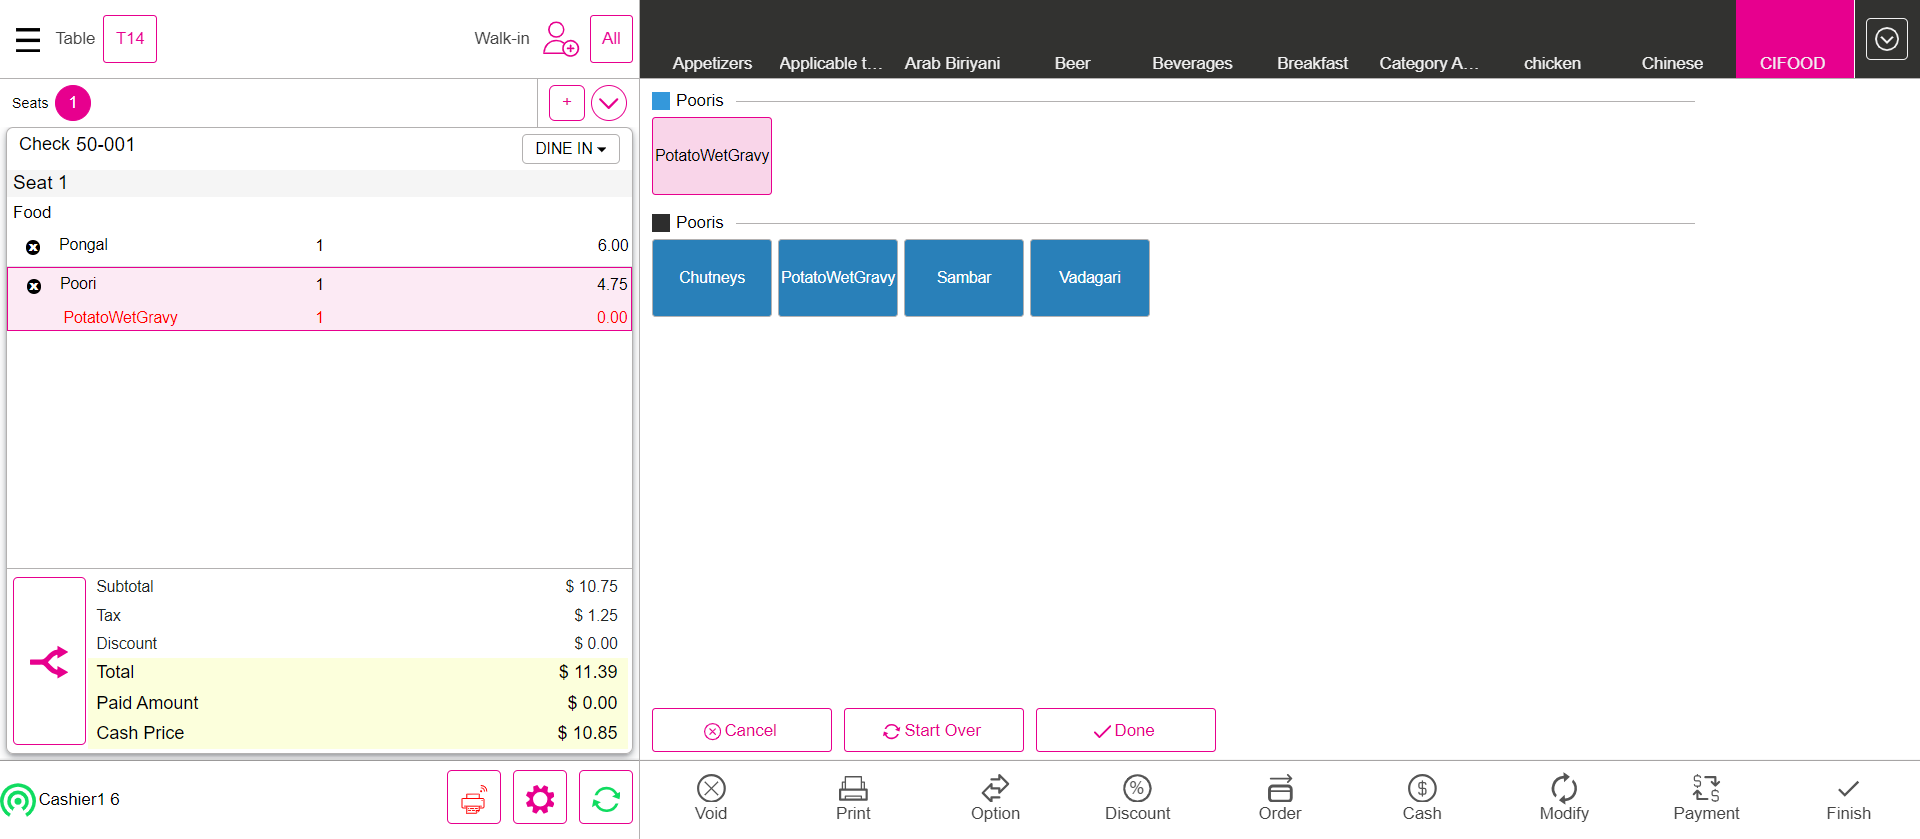 Table T14 Walk-in All
Appetizers Applicable t... Arab Biriyani Beer Beverages Breakfast Category A... chicken Chinese CIFOOD
Seats 1 +
Check 50-001 DINE IN
Seat 1
Food
Pongal 1 6.00
Poori 1 4.75
PotatoWetGravy 1 0.00
Subtotal $ 10.75
Tax $ 1.25
Discount $ 0.00
Total $ 11.39
Paid Amount $ 0.00
Cash Price $ 10.85
Cashier1 6
Pooris
PotatoWetGravy
Pooris
Chutneys PotatoWetGravy Sambar Vadagari
Cancel Start Over Done
Void Print Option Discount Order Cash Modify Payment Finish